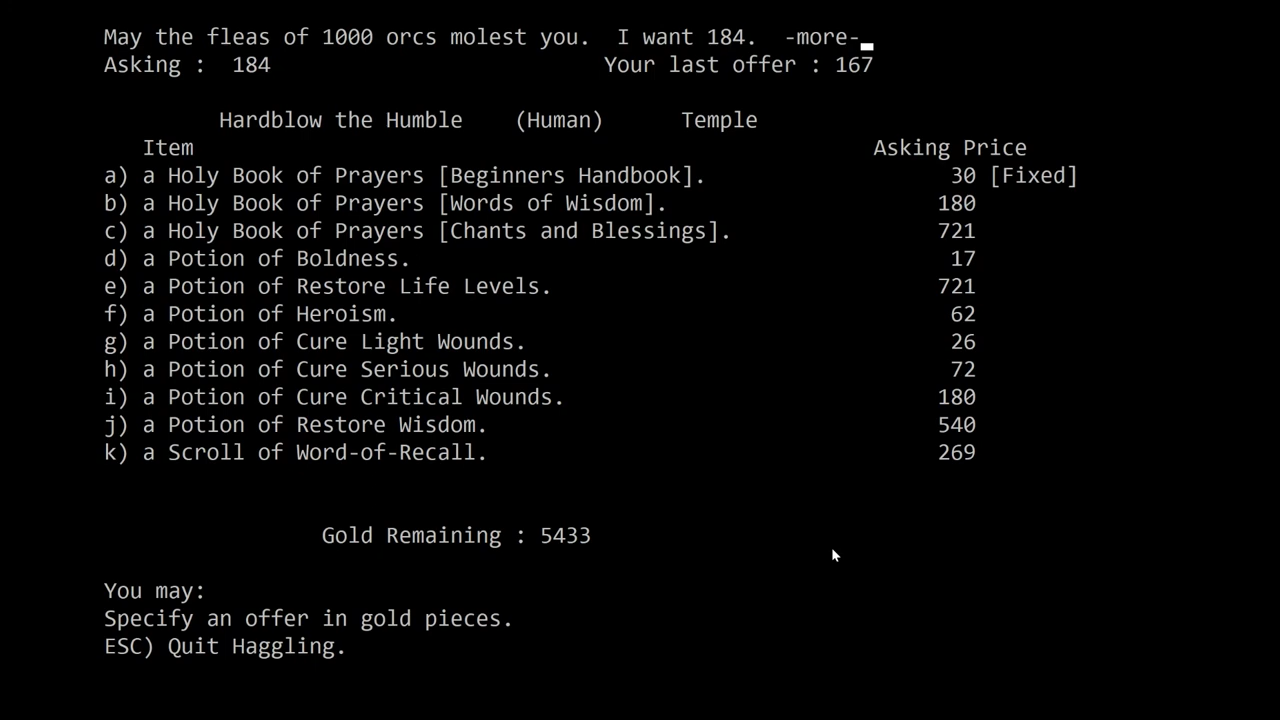 May the fleas of 1000 orcs molest you.  I want 184.  -more-
Asking :  184                          Your last offer : 167
Hardblow the Humble    (Human)      Temple
Item                                                     Asking Price
a) a Holy Book of Prayers [Beginners Handbook].                   30 [Fixed]
b) a Holy Book of Prayers [Words of Wisdom].                     180
c) a Holy Book of Prayers [Chants and Blessings].                721
d) a Potion of Boldness.                                          17
e) a Potion of Restore Life Levels.                              721
f) a Potion of Heroism.                                           62
g) a Potion of Cure Light Wounds.                                 26
h) a Potion of Cure Serious Wounds.                               72
i) a Potion of Cure Critical Wounds.                             180
j) a Potion of Restore Wisdom.                                   540
k) a Scroll of Word-of-Recall.                                   269
Gold Remaining : 5433
You may:
Specify an offer in gold pieces.
ESC) Quit Haggling.